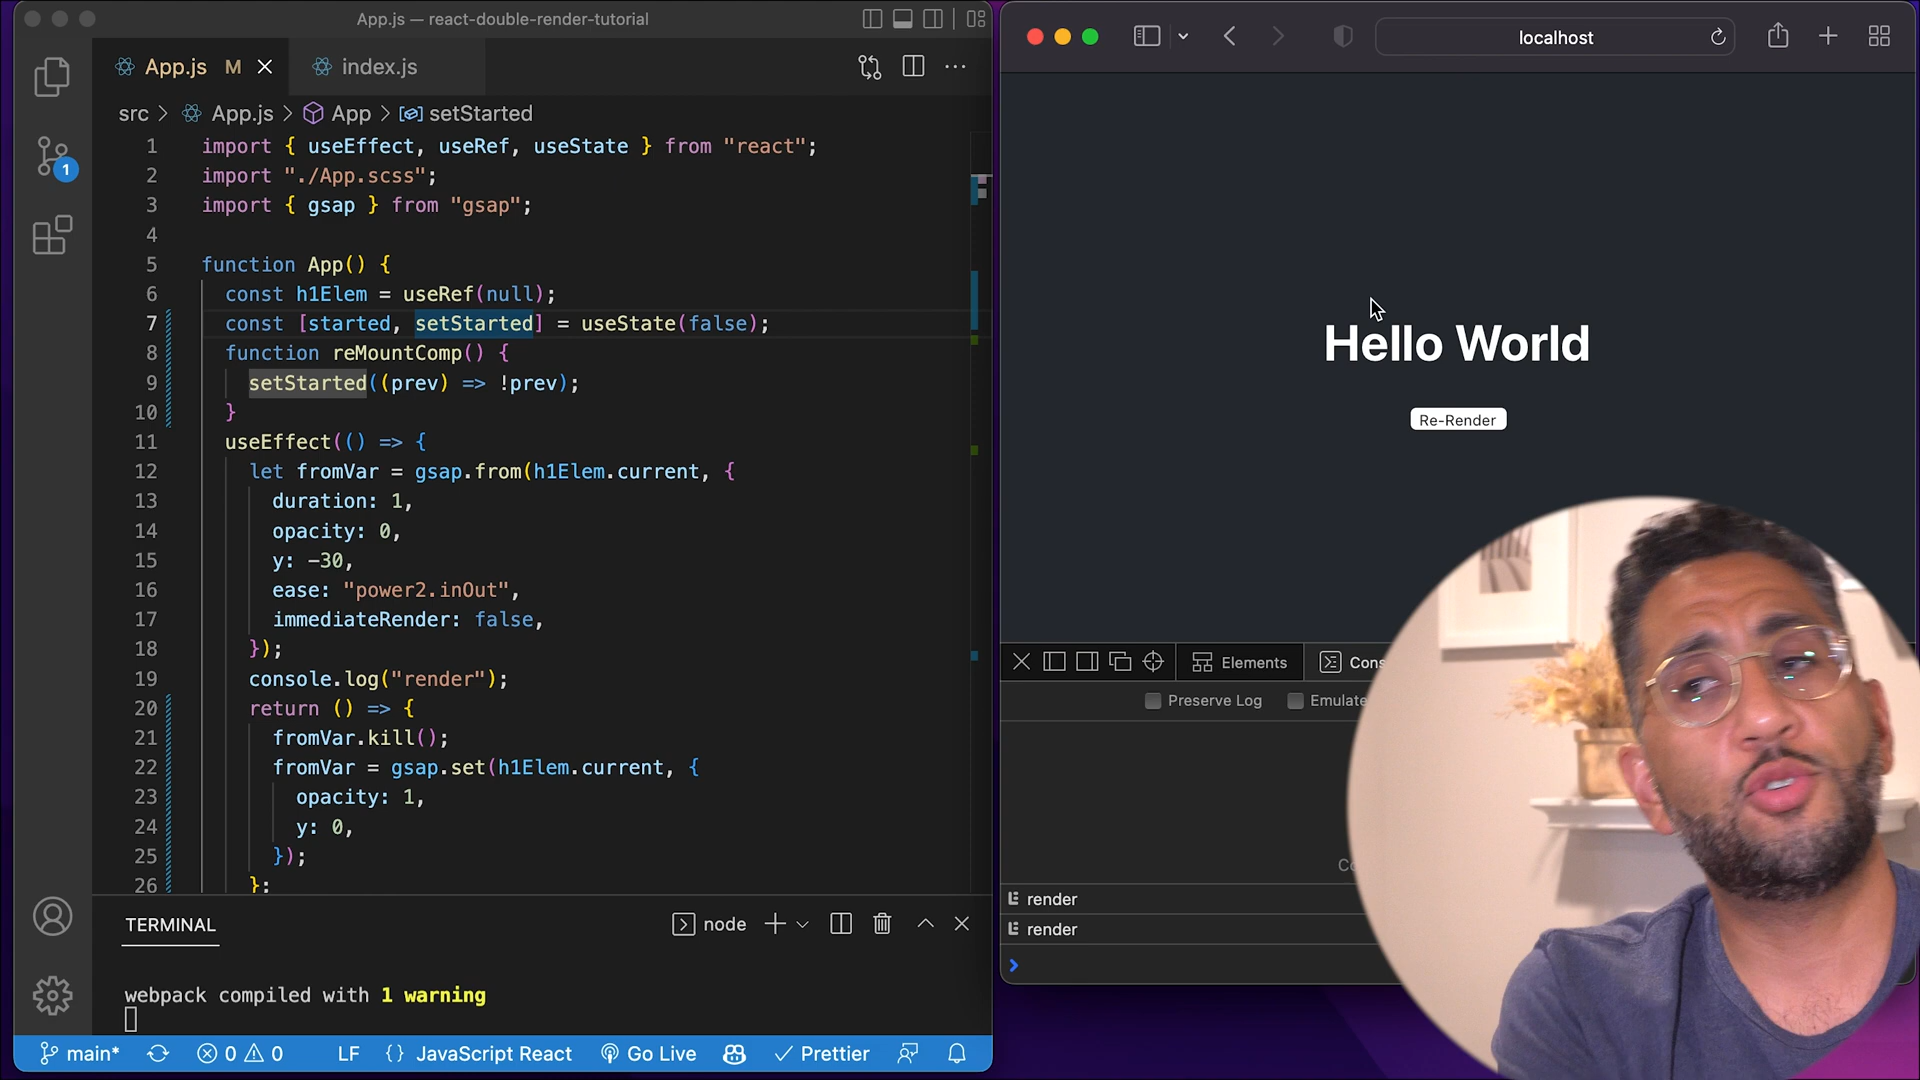 App.js — react-double-render-tutorial
App.js M
index.js
src > App.js > App > setStarted
1 import { useEffect, useRef, useState } from "react";
2 import "./App.scss";
3 import { gsap } from "gsap";
4
5 function App() {
6 const h1Elem = useRef(null);
7 const [started, setStarted] = useState(false);
8 function reMountComp() {
9 setStarted((prev) => !prev);
10 }
11 useEffect(() => {
12 let fromVar = gsap.from(h1Elem.current, {
13 duration: 1,
14 opacity: 0,
15 y: -30,
16 ease: "power2.inOut",
17 immediateRender: false,
18 });
19 console.log("render");
20 return () => {
21 fromVar.kill();
22 fromVar = gsap.set(h1Elem.current, {
23 opacity: 1,
24 y: 0,
25 });
26 };
1
TERMINAL
node
webpack compiled with 1 warning
main* 0 0 LF {} JavaScript React Go Live Prettier
localhost
Hello World
Re-Render
Elements Cons
Preserve Log Emulate
render
render